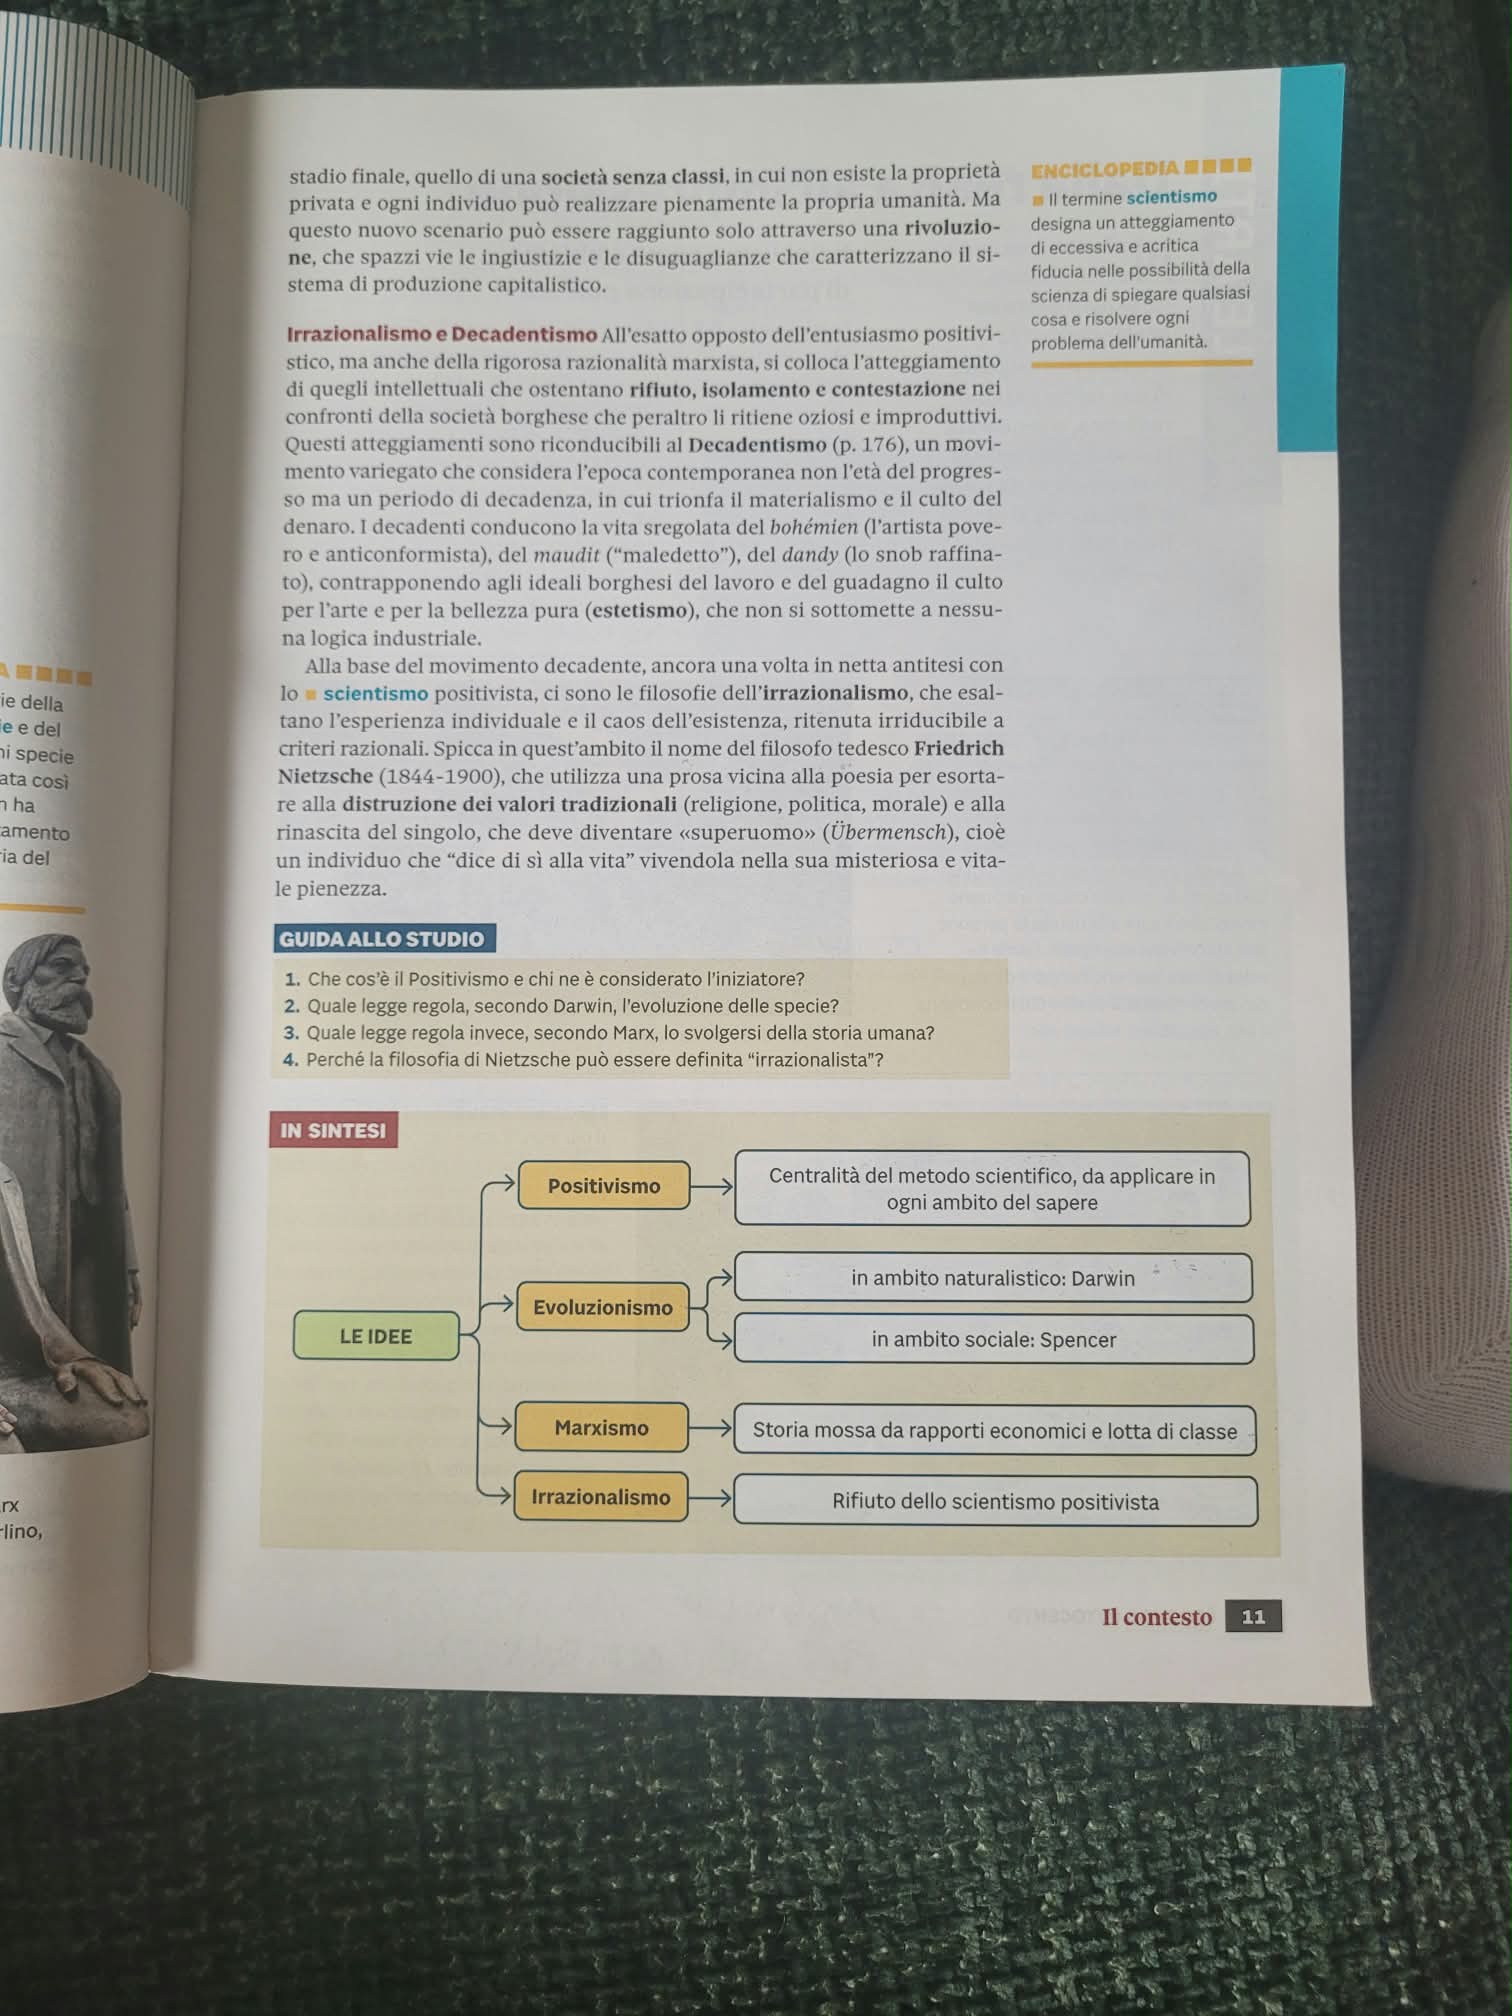 stadio finale, quello di una società senza classi, in cui non esiste la proprietà
privata e ogni individuo può realizzare pienamente la propria umanità. Ma
questo nuovo scenario può essere raggiunto solo attraverso una rivoluzio-
ne, che spazzi vie le ingiustizie e le disuguaglianze che caratterizzano il si-
stema di produzione capitalistico.
Irrazionalismo e Decadentismo All'esatto opposto dell'entusiasmo positivi-
stico, ma anche della rigorosa razionalità marxista, si colloca l'atteggiamento
di quegli intellettuali che ostentano rifiuto, isolamento e contestazione nei
confronti della società borghese che peraltro li ritiene oziosi e improduttivi.
Questi atteggiamenti sono riconducibili al Decadentismo (p. 176), un movi-
mento variegato che considera l'epoca contemporanea non l'età del progres-
so ma un periodo di decadenza, in cui trionfa il materialismo e il culto del
denaro. I decadenti conducono la vita sregolata del bohémien (l'artista pove-
ro e anticonformista), del maudit ("maledetto"), del dandy (lo snob raffina-
to), contrapponendo agli ideali borghesi del lavoro e del guadagno il culto
per l'arte e per la bellezza pura (estetismo), che non si sottomette a nessu-
na logica industriale.
Alla base del movimento decadente, ancora una volta in netta antitesi con
lo ■ scientismo positivista, ci sono le filosofie dell'irrazionalismo, che esal-
tano l'esperienza individuale e il caos dell'esistenza, ritenuta irriducibile a
criteri razionali. Spicca in quest'ambito il nome del filosofo tedesco Friedrich
Nietzsche (1844-1900), che utilizza una prosa vicina alla poesia per esorta-
re alla distruzione dei valori tradizionali (religione, politica, morale) e alla
rinascita del singolo, che deve diventare «superuomo» (Übermensch), cioè
un individuo che "dice di sì alla vita" vivendola nella sua misteriosa e vita-
le pienezza.
ENCICLOPEDIA
■ Il termine scientismo
designa un atteggiamento
di eccessiva e acritica
fiducia nelle possibilità della
scienza di spiegare qualsiasi
cosa e risolvere ogni
problema dell'umanità.
GUIDA ALLO STUDIO
1. Che cos'è il Positivismo e chi ne è considerato l'iniziatore?
2. Quale legge regola, secondo Darwin, l'evoluzione delle specie?
3. Quale legge regola invece, secondo Marx, lo svolgersi della storia umana?
4. Perché la filosofia di Nietzsche può essere definita "irrazionalista"?
IN SINTESI
LE IDEE
Positivismo
Centralità del metodo scientifico, da applicare in
ogni ambito del sapere
Evoluzionismo
in ambito naturalistico: Darwin
in ambito sociale: Spencer
Marxismo
Storia mossa da rapporti economici e lotta di classe
Irrazionalismo
Rifiuto dello scientismo positivista
Il contesto 11
A
ie della
ie e del
ni specie
ata così
n ha
tamento
ria del
rx
rlino,